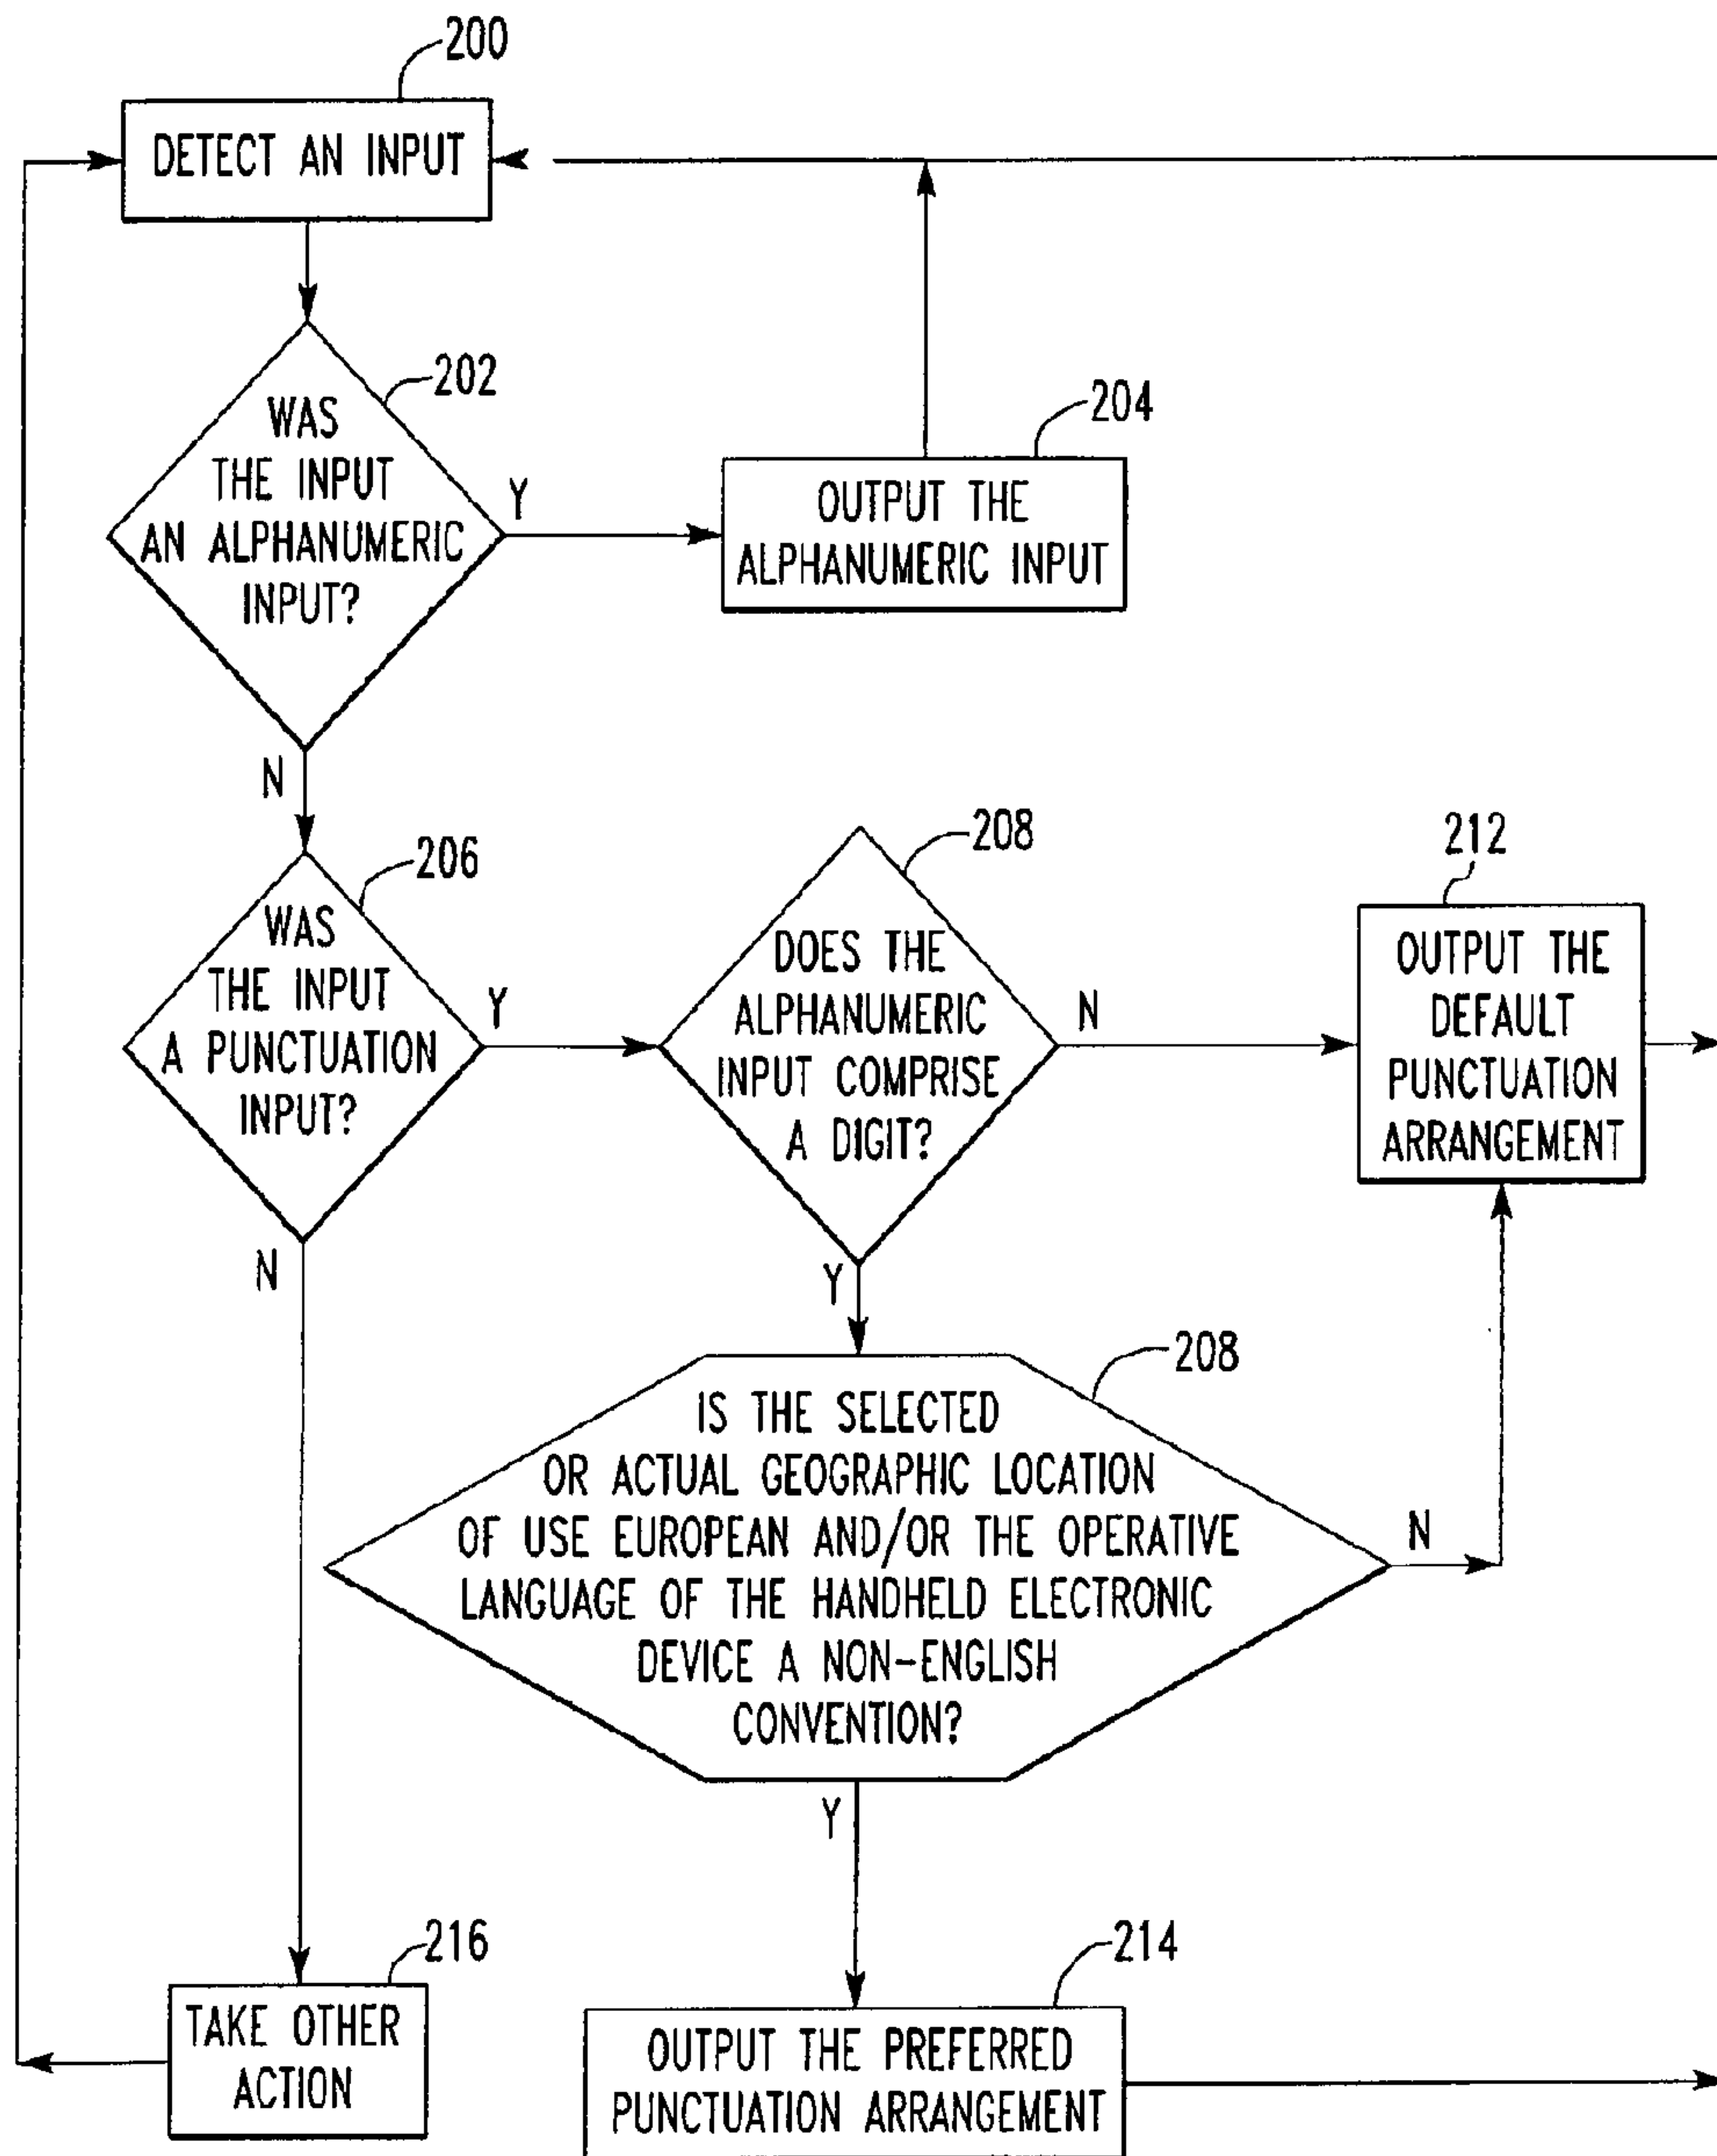 200
DETECT AN INPUT
202
WAS
THE INPUT
AN ALPHANUMERIC
INPUT?
Y
204
OUTPUT THE
ALPHANUMERIC INPUT
N
206
WAS
THE INPUT
A PUNCTUATION
INPUT?
Y
208
DOES THE
ALPHANUMERIC
INPUT COMPRISE
A DIGIT?
N
212
OUTPUT THE
DEFAULT
PUNCTUATION
ARRANGEMENT
N
Y
208
IS THE SELECTED
OR ACTUAL GEOGRAPHIC LOCATION
OF USE EUROPEAN AND/OR THE OPERATIVE
LANGUAGE OF THE HANDHELD ELECTRONIC
DEVICE A NON-ENGLISH
CONVENTION?
N
Y
216
TAKE OTHER
ACTION
214
OUTPUT THE PREFERRED
PUNCTUATION ARRANGEMENT